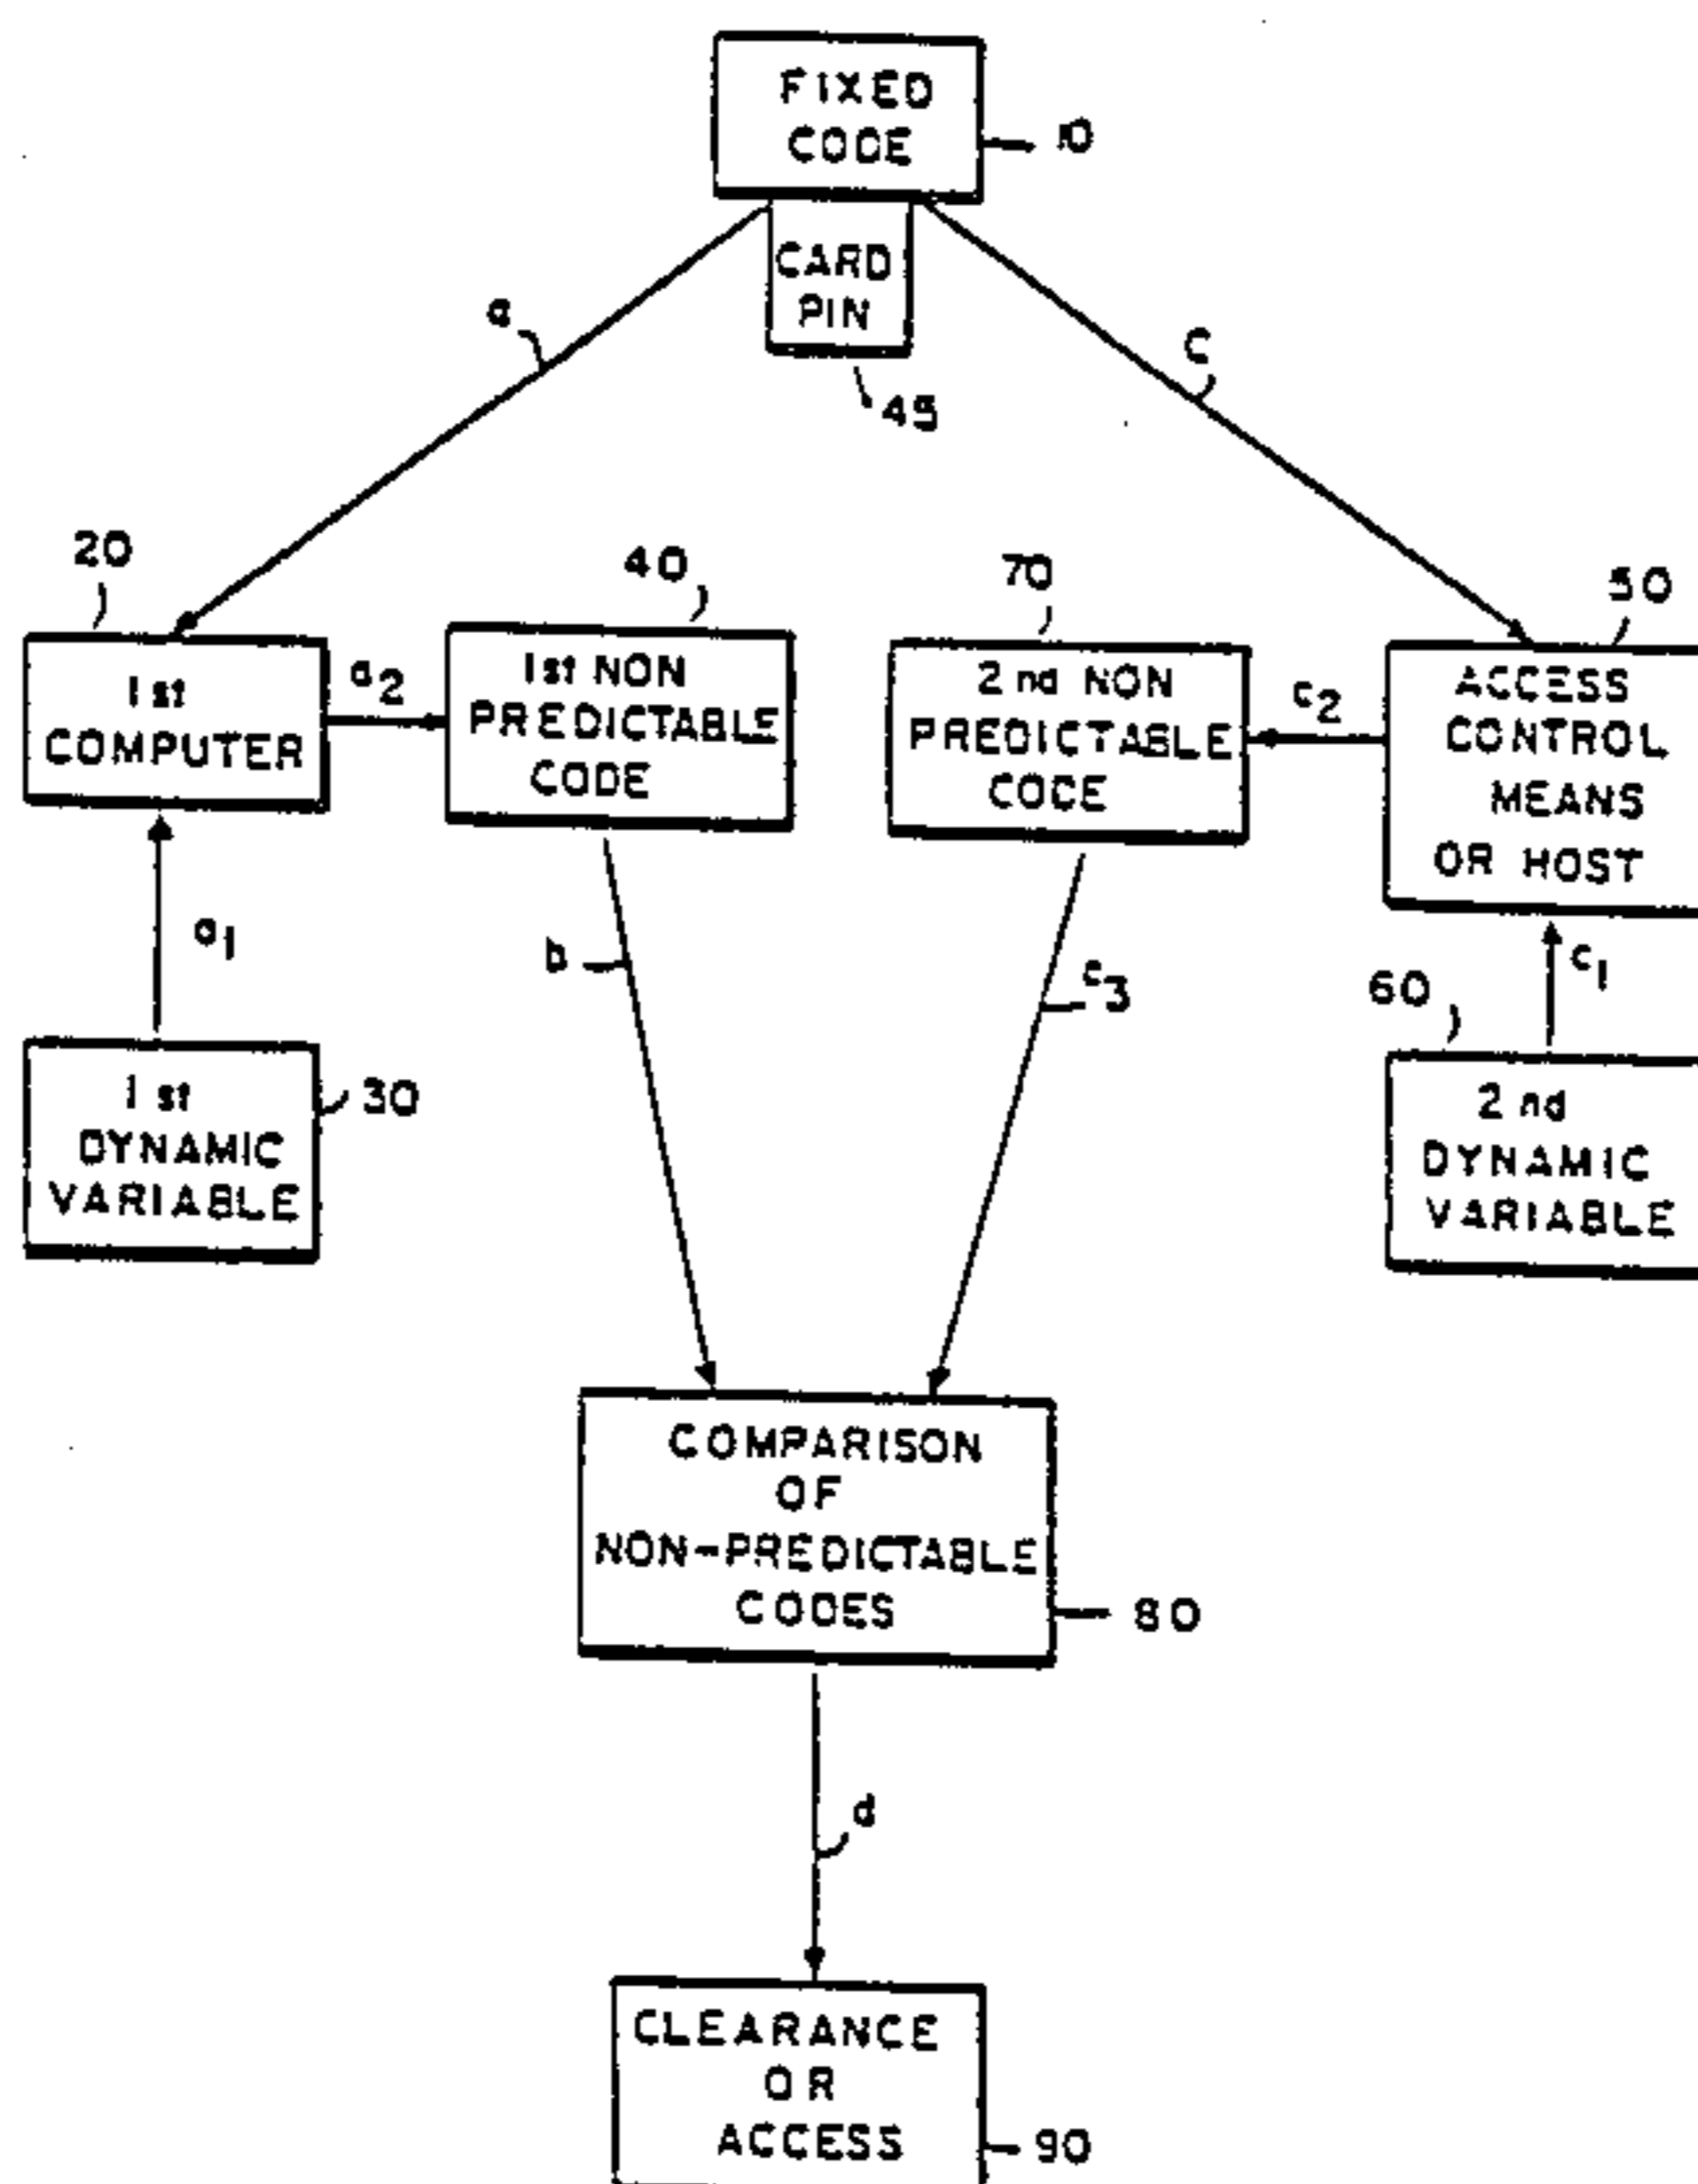 FIXED
CODE
10
CARD
PIN
45
a
C
20
1st
COMPUTER
a2
40
1st NON
PREDICTABLE
CODE
70
2nd NON
PREDICTABLE
CODE
c2
50
ACCESS
CONTROL
MEANS
OR HOST
a1
b
c3
c1
30
1st
DYNAMIC
VARIABLE
60
2nd
DYNAMIC
VARIABLE
COMPARISON
OF
NON-PREDICTABLE
CODES
80
d
CLEARANCE
OR
ACCESS
90